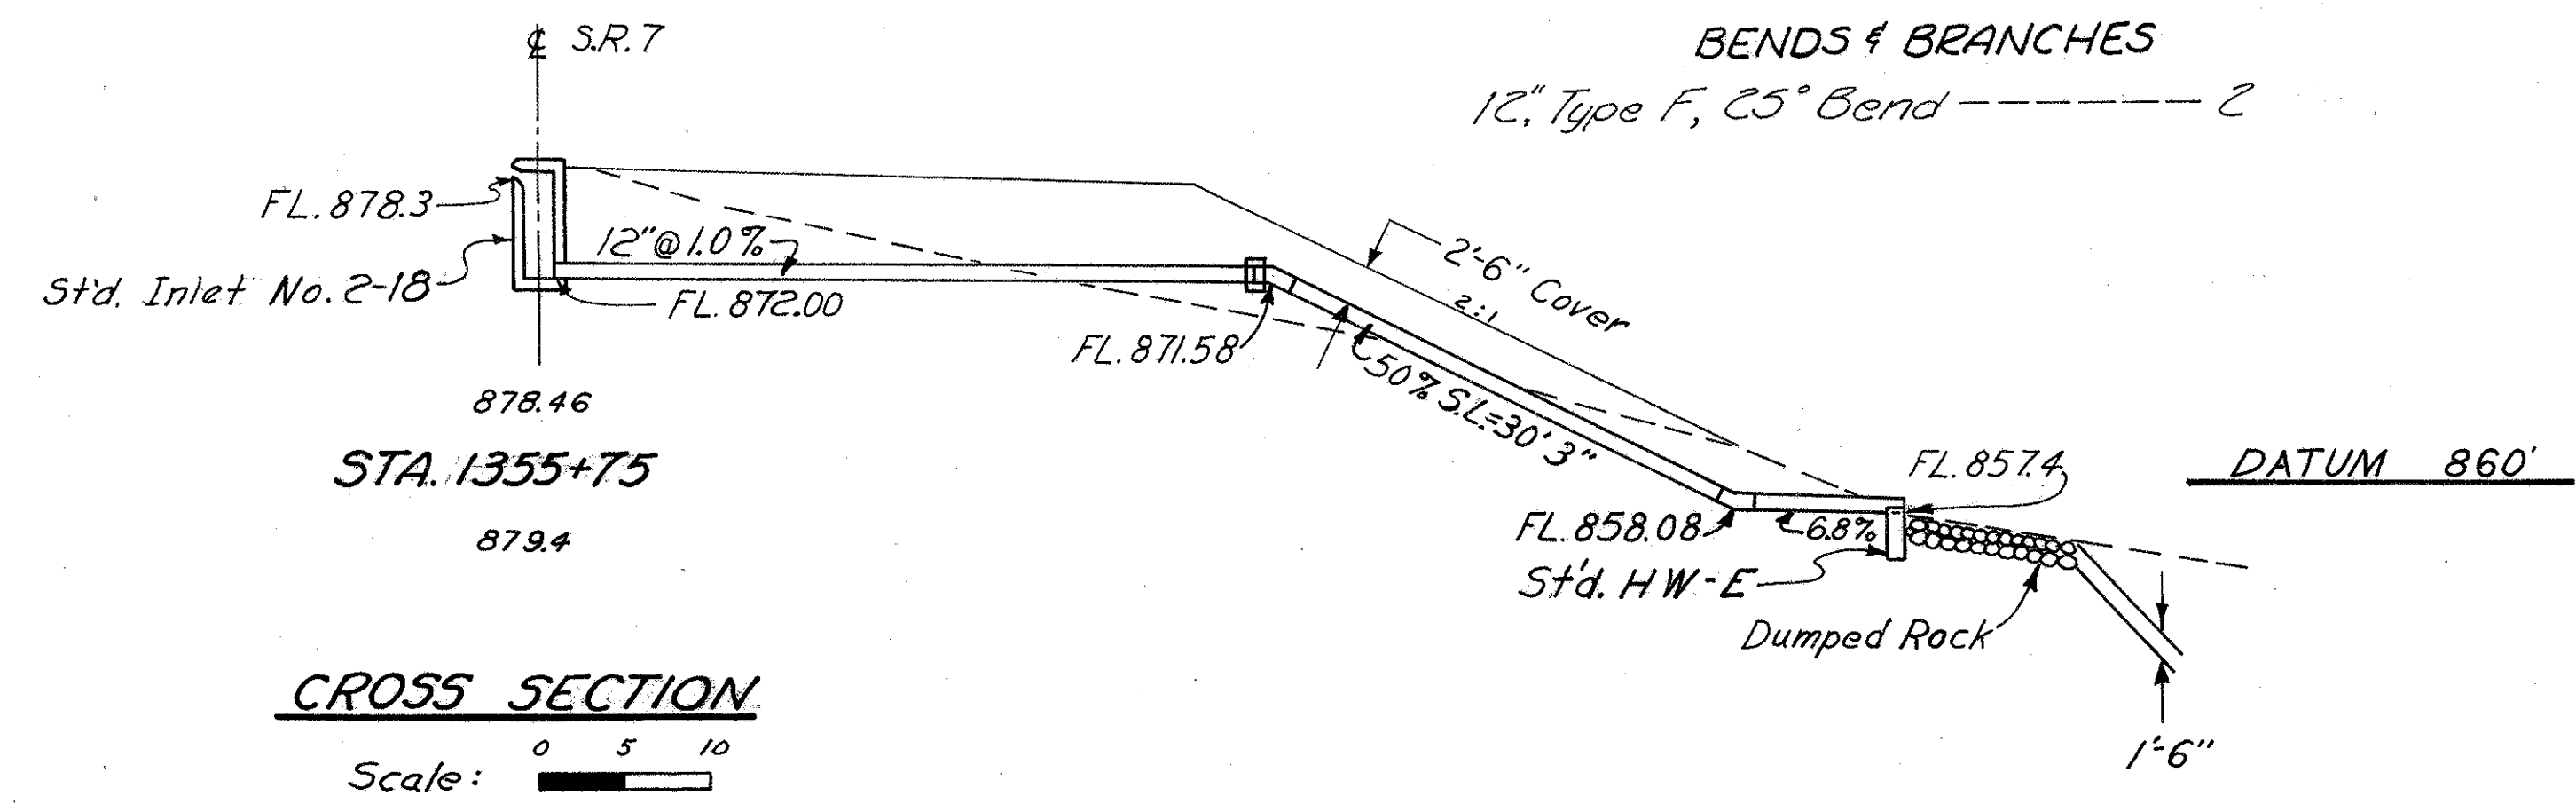 ℄ S.R. 7
BENDS & BRANCHES
12", Type F, 25° Bend ------ 2
FL. 878.3
12" @ 1.0%
Std. Inlet No. 2-18
FL. 872.00
2'-6" Cover
2:1
FL. 871.58
50% S.L.=30' 3"
878.46
STA. 1355+75
879.4
FL. 857.4
DATUM 860'
FL. 858.08
6.8%
St'd. HW-E
Dumped Rock
1'-6"
CROSS SECTION
0 5 10
Scale: